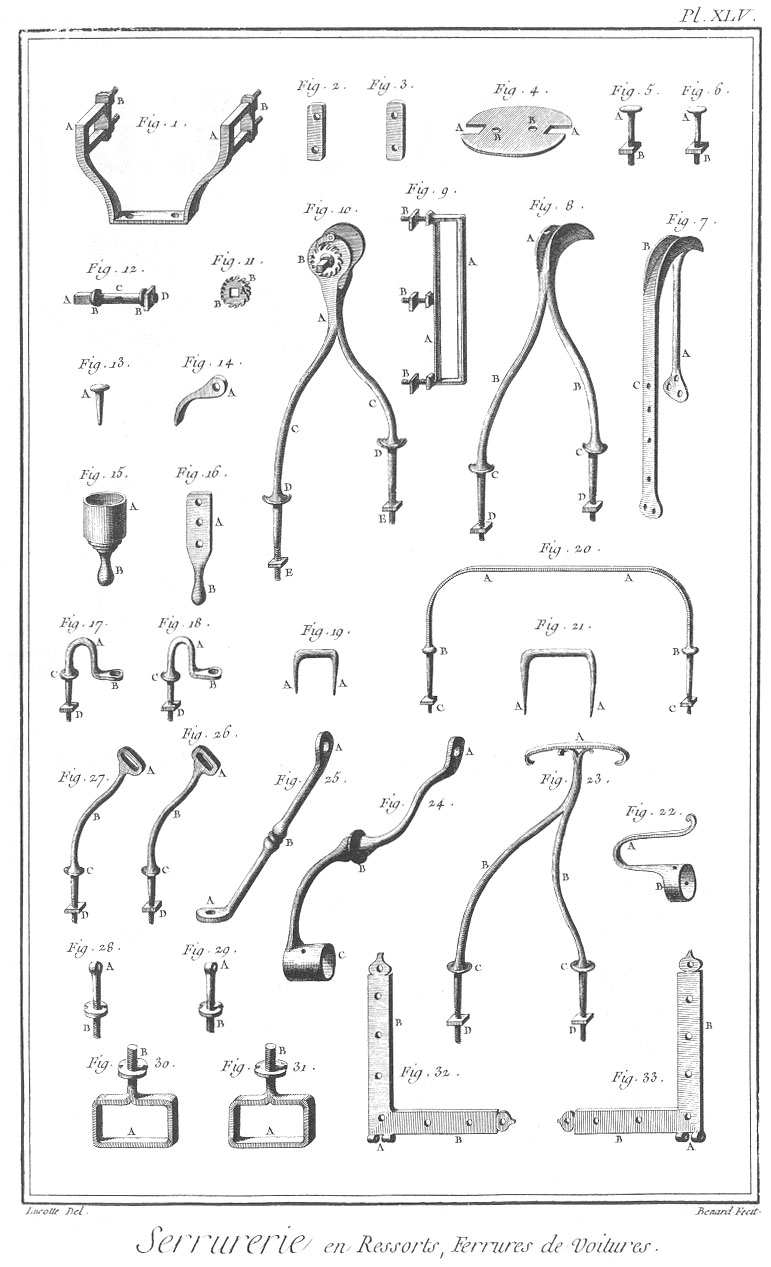 Pl. XLV.
Fig. 1.
A B A B
Fig. 2.
Fig. 3.
Fig. 4.
A B B A
Fig. 5.
A B
Fig. 6.
A B
Fig. 10.
B A C C D D E E
Fig. 9.
B A B A B
Fig. 8.
A B B C C D D
Fig. 7.
B A C
Fig. 12.
A B C B D
Fig. 11.
B A B
Fig. 13.
A
Fig. 14.
A
Fig. 15.
A B
Fig. 16.
A B
Fig. 20.
A A B B C C
Fig. 17.
A C B D
Fig. 18.
A C B D
Fig. 19.
A A
Fig. 21.
A A
Fig. 27.
A B C D
Fig. 26.
A B C D
Fig. 25.
A B A
Fig. 24.
A B C
Fig. 23.
A B B C C D D
Fig. 22.
A B
Fig. 28.
A B
Fig. 29.
A B
Fig. 30.
B A
Fig. 31.
B A
Fig. 32.
B B A
Fig. 33.
B B A
Lucotte Del.
Benard Fecit
Serrurerie en Ressorts, Ferrures de Voitures.